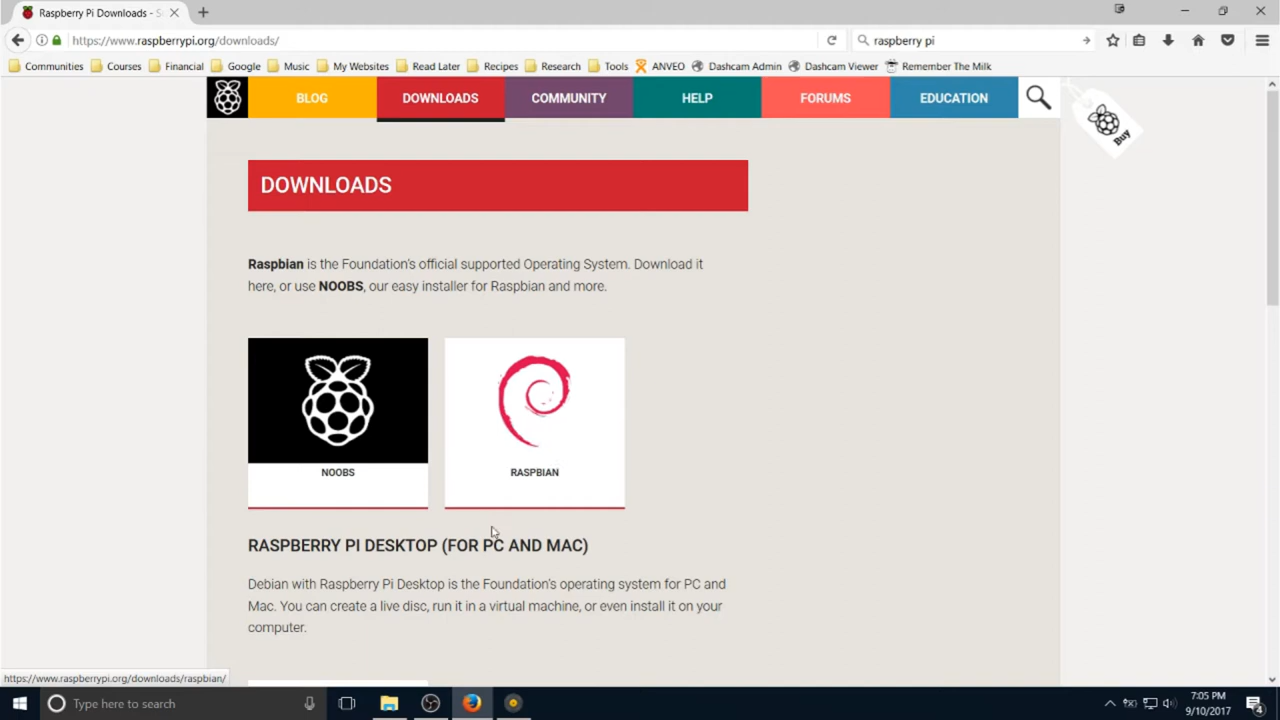 Raspberry Pi Downloads - S
https://www.raspberrypi.org/downloads/
raspberry pi
Communities Courses Financial Google Music My Websites Read Later Recipes Research Tools ANVEO Dashcam Admin Dashcam Viewer Remember The Milk
BLOG DOWNLOADS COMMUNITY HELP FORUMS EDUCATION
Buy
DOWNLOADS
Raspbian is the Foundation's official supported Operating System. Download it
here, or use NOOBS, our easy installer for Raspbian and more.
NOOBS RASPBIAN
RASPBERRY PI DESKTOP (FOR PC AND MAC)
Debian with Raspberry Pi Desktop is the Foundation's operating system for PC and
Mac. You can create a live disc, run it in a virtual machine, or even install it on your
computer.
https://www.raspberrypi.org/downloads/raspbian/
Type here to search
7:05 PM
9/10/2017
4